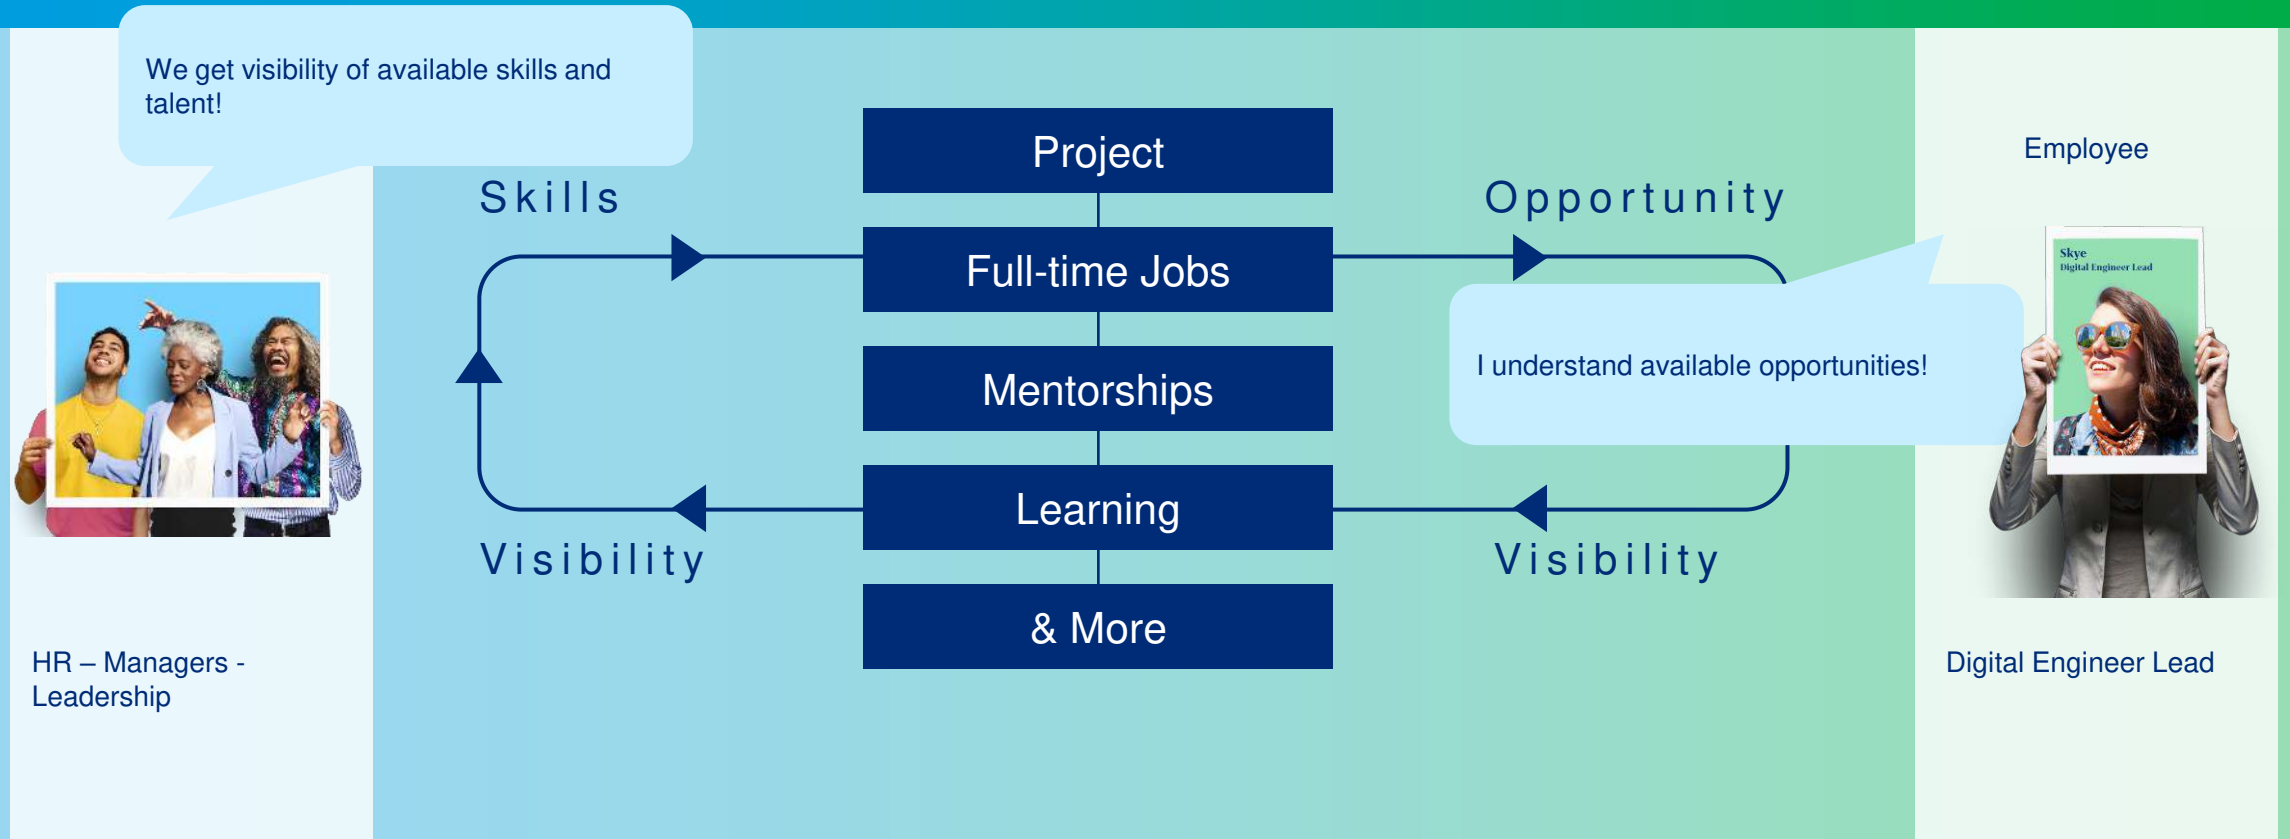 We get visibility of available skills and
talent!
HR – Managers -
Leadership
Skills
Visibility
Project
Full-time Jobs
Mentorships
Learning
& More
Opportunity
I understand available opportunities!
Visibility
Employee
Skye
Digital Engineer Lead
Digital Engineer Lead